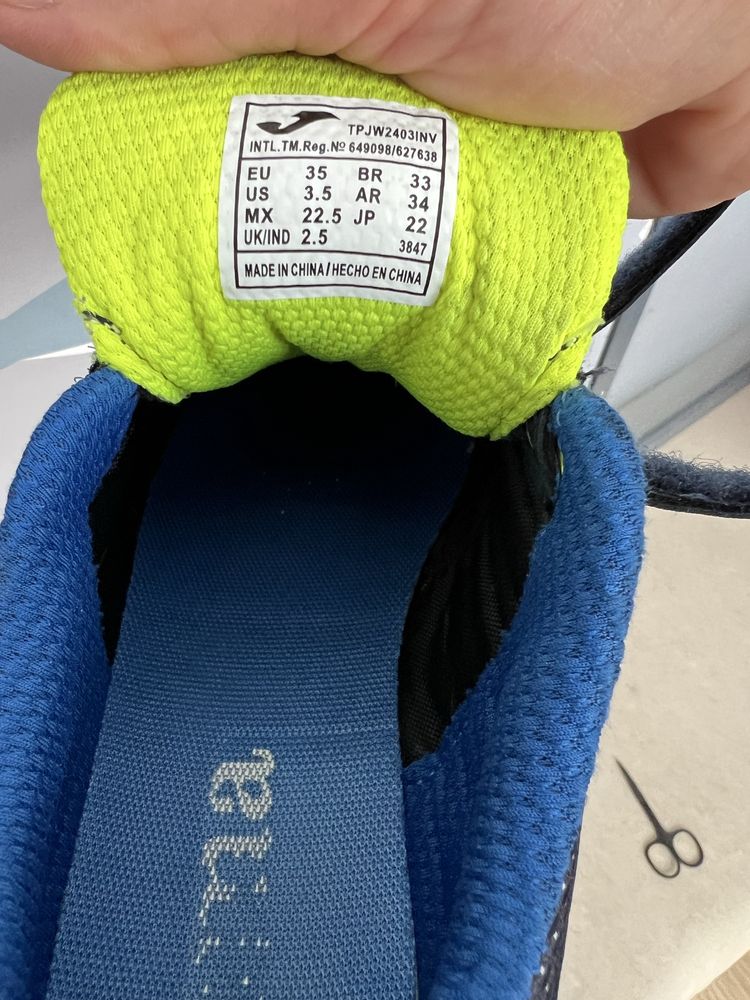 TPJW2403INV
INTL.TM.Reg.Nº 649098/627638
EU 35 BR 33
US 3.5 AR 34
MX 22.5 JP 22
UK/IND 2.5 3847
MADE IN CHINA/HECHO EN CHINA